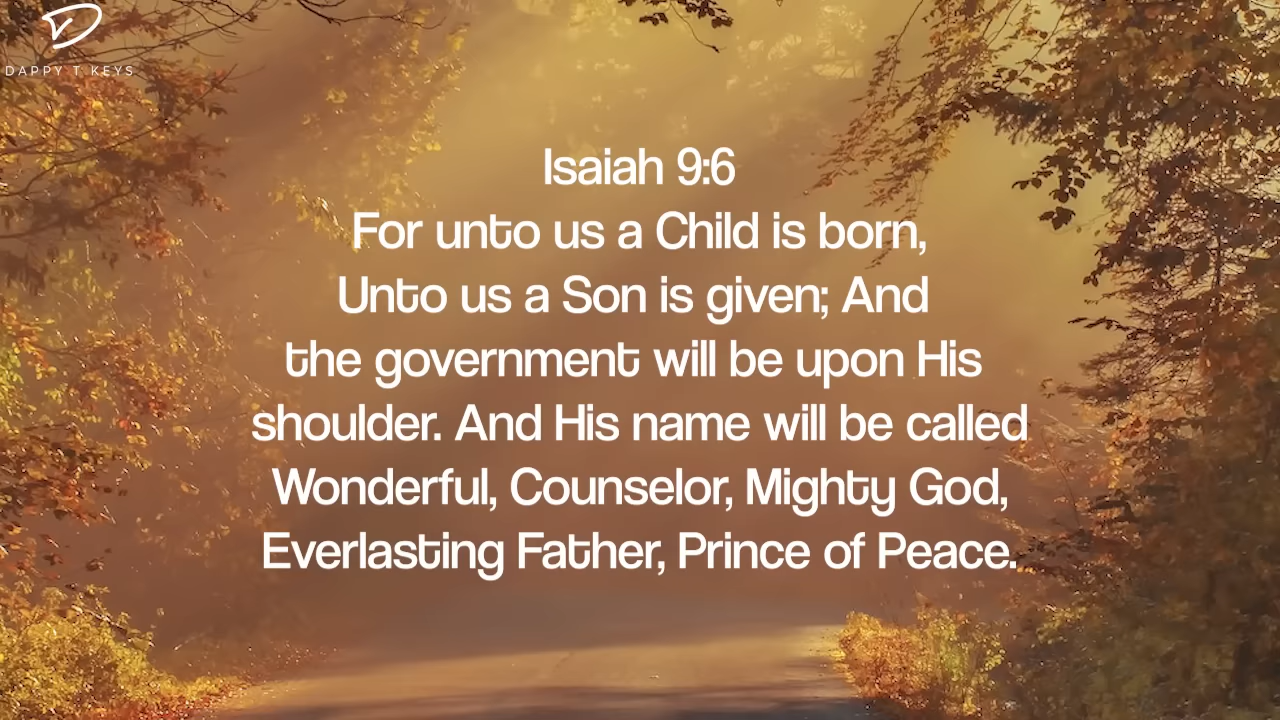 DAPPY T KEYS
Isaiah 9:6
For unto us a Child is born,
Unto us a Son is given; And
the government will be upon His
shoulder. And His name will be called
Wonderful, Counselor, Mighty God,
Everlasting Father, Prince of Peace.